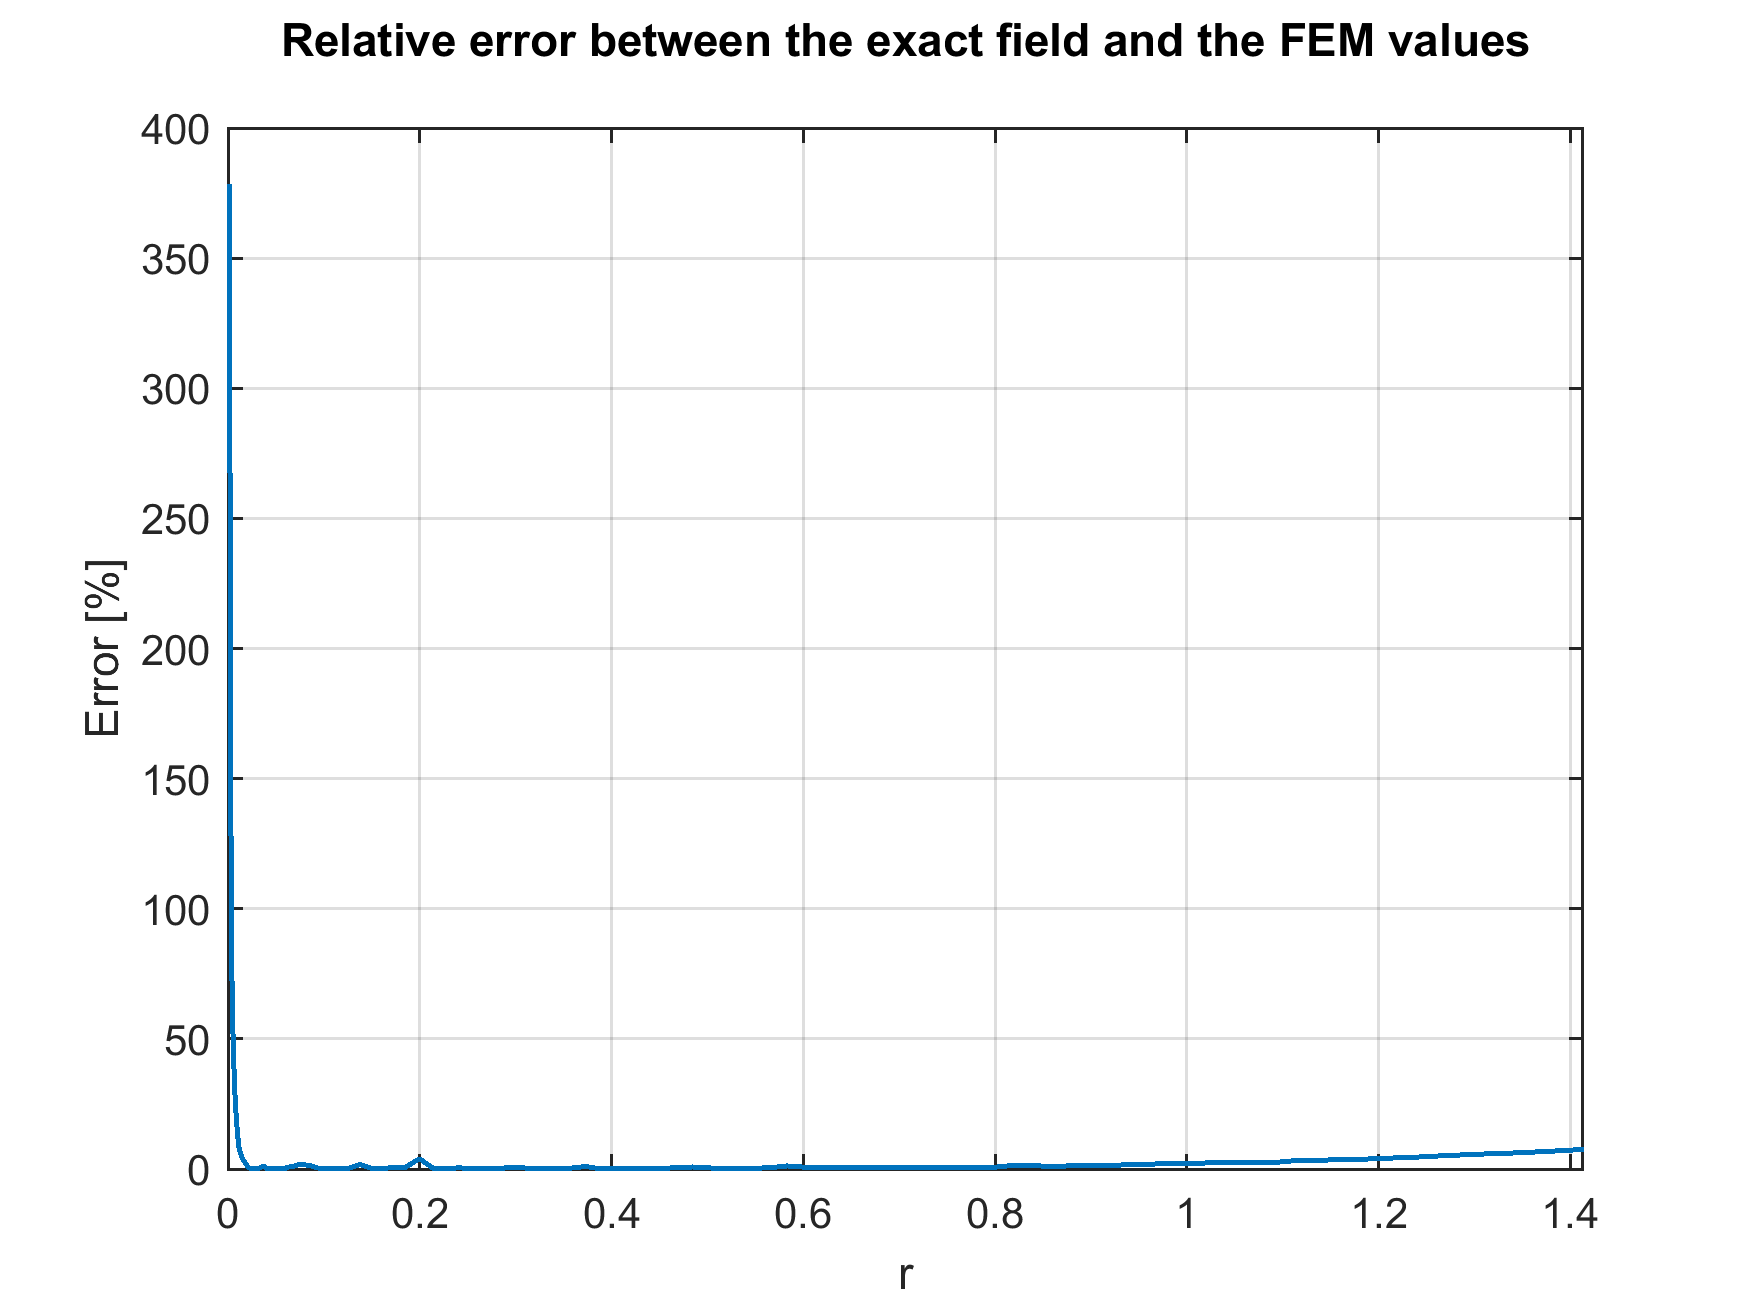 Relative error between the exact field and the FEM values
400
350
300
250
200
150
100
50
0
Error [%]
0 0.2 0.4 0.6 0.8 1 1.2 1.4
r